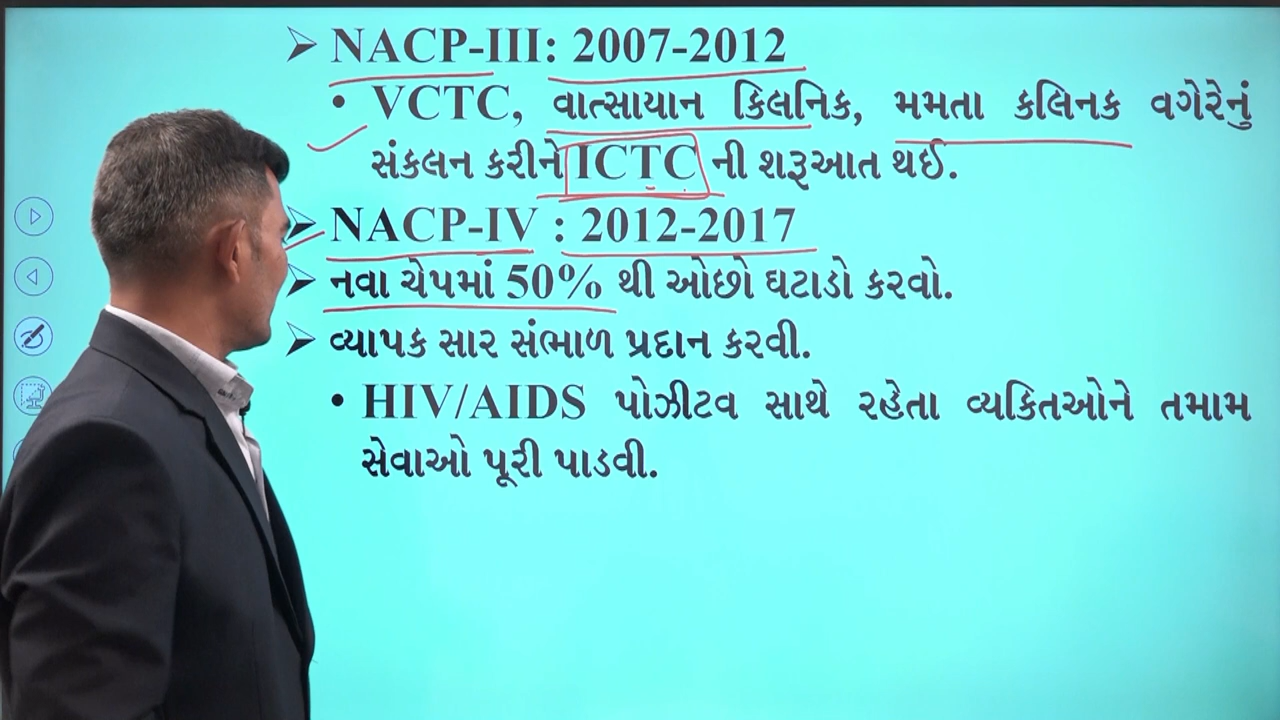 ➢ NACP-III: 2007-2012
• VCTC, વાત્સાયાન કિલનિક, મમતા કલિનક વગેરેનું
સંકલન કરીને ICTC ની શરૂઆત થઈ.
➢ NACP-IV : 2012-2017
➢ નવા ચેપમાં 50% થી ઓછો ઘટાડો કરવો.
➢ વ્યાપક સાર સંભાળ પ્રદાન કરવી.
• HIV/AIDS પોઝીટવ સાથે રહેતા વ્યકિતઓને તમામ
સેવાઓ પૂરી પાડવી.